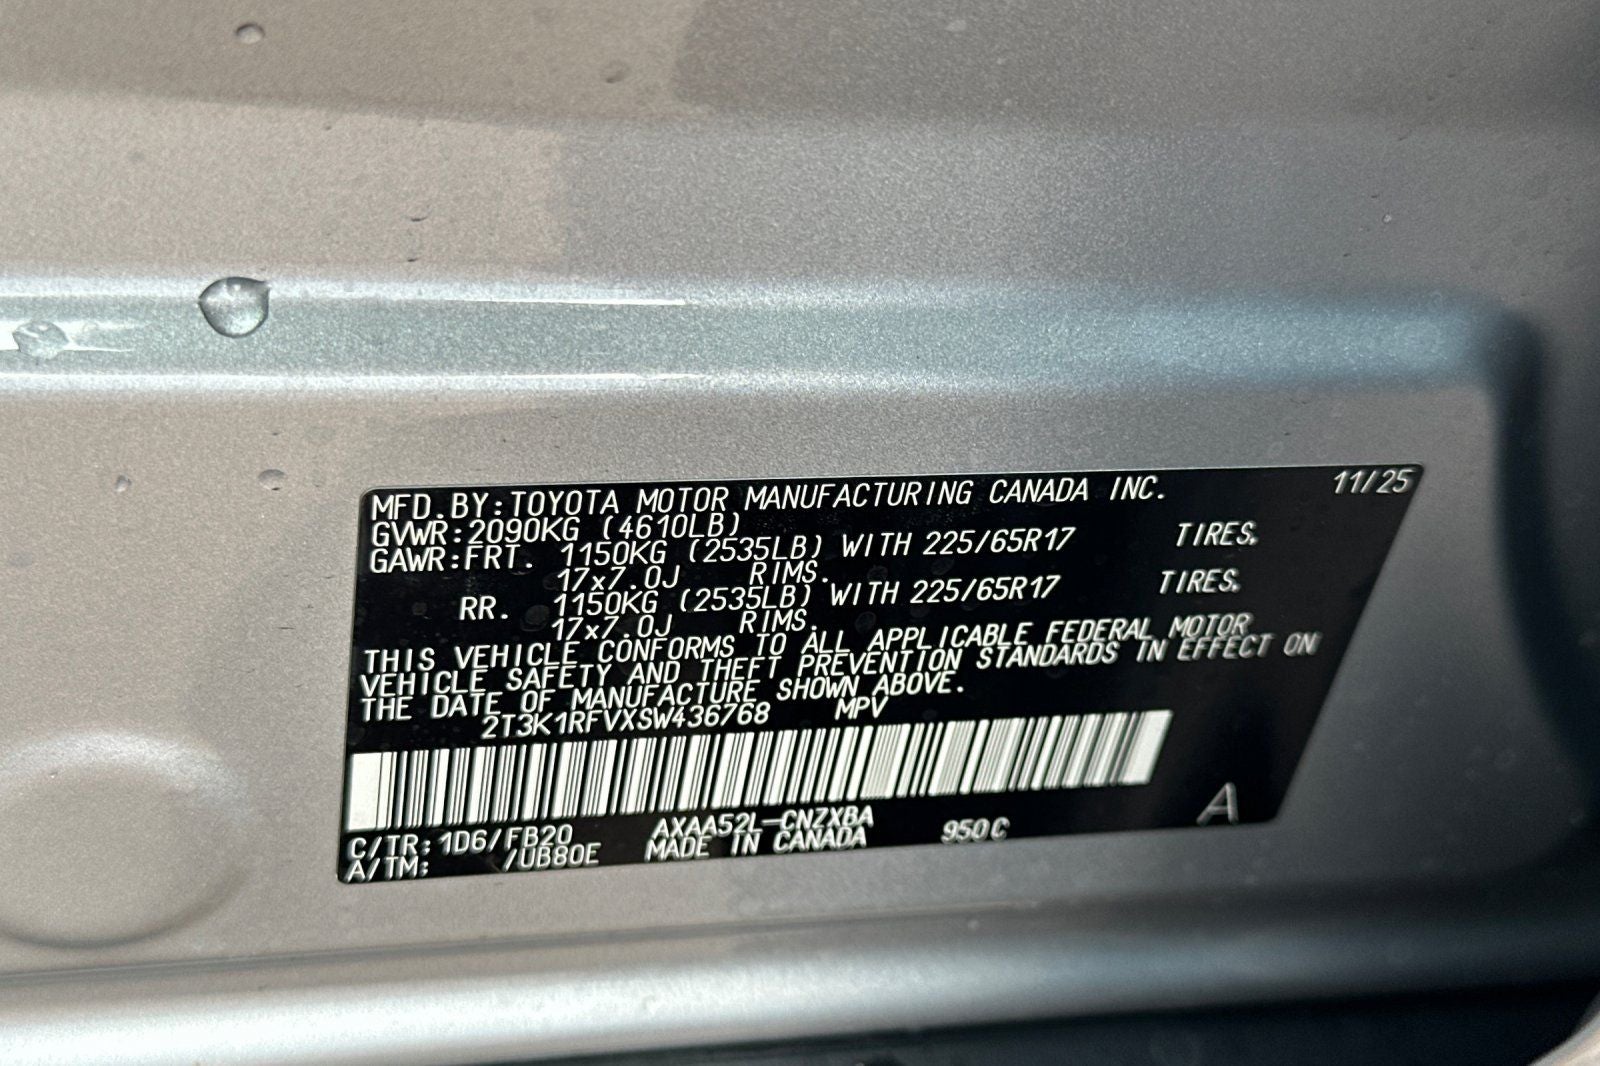 MFD. BY: TOYOTA MOTOR MANUFACTURING CANADA INC. 11/25
GVWR: 2090KG (4610LB)
GAWR: FRT. 1150KG (2535LB) WITH 225/65R17 TIRES,
17x7.0J RIMS.
RR. 1150KG (2535LB) WITH 225/65R17 TIRES,
17x7.0J RIMS.
THIS VEHICLE CONFORMS TO ALL APPLICABLE FEDERAL MOTOR
VEHICLE SAFETY AND THEFT PREVENTION STANDARDS IN EFFECT ON
THE DATE OF MANUFACTURE SHOWN ABOVE.
2T3K1RFVXSW436768 MPV
C/TR: 1D6/FB20 AXAA52L-CNZXBA 950C A
A/TM: /UB80E MADE IN CANADA